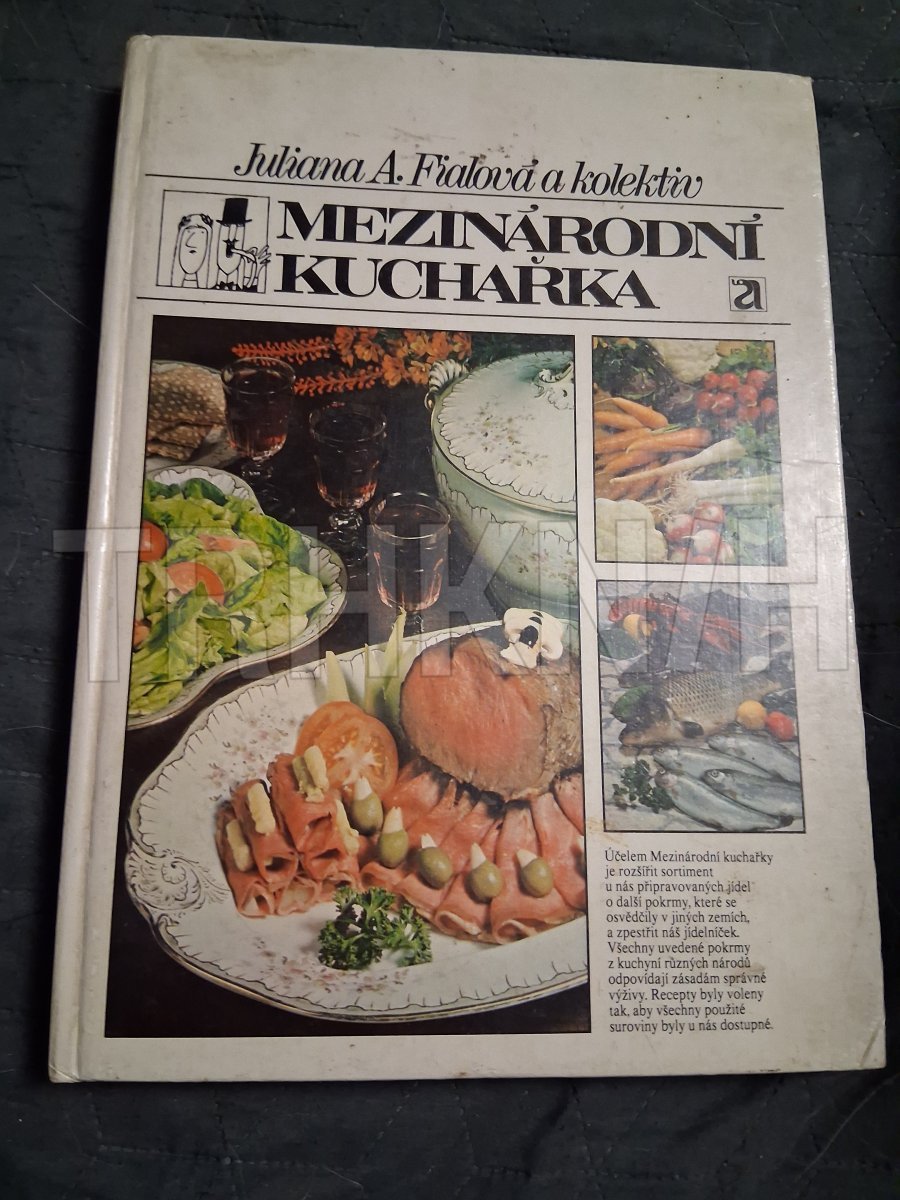 Juliana A. Fialová a kolektiv
MEZINÁRODNÍ
KUCHAŘKA
a
TRHKNIH
Účelem Mezinárodní kuchařky
je rozšířit sortiment
u nás připravovaných jídel
o další pokrmy, které se
osvědčily v jiných zemích,
a zpestřit náš jídelníček.
Všechny uvedené pokrmy
z kuchyní různých národů
odpovídají zásadám správné
výživy. Recepty byly voleny
tak, aby všechny použité
suroviny byly u nás dostupné.